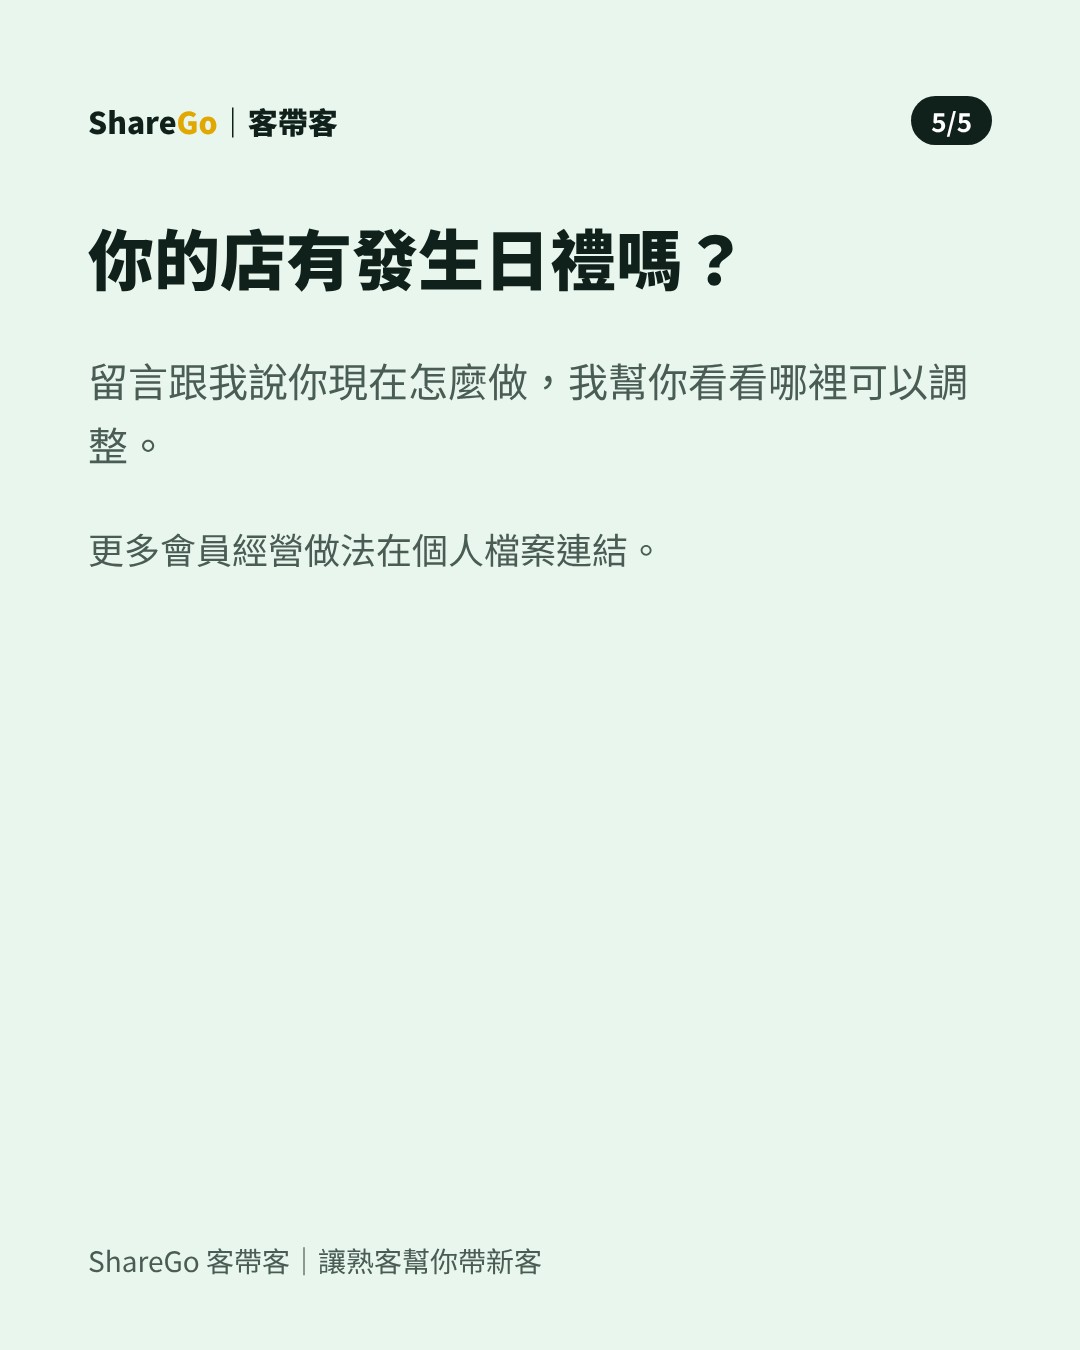 ShareGo｜客帶客
5/5
你的店有發生日禮嗎？
留言跟我說你現在怎麼做，我幫你看看哪裡可以調
整。
更多會員經營做法在個人檔案連結。
ShareGo 客帶客｜讓熟客幫你帶新客